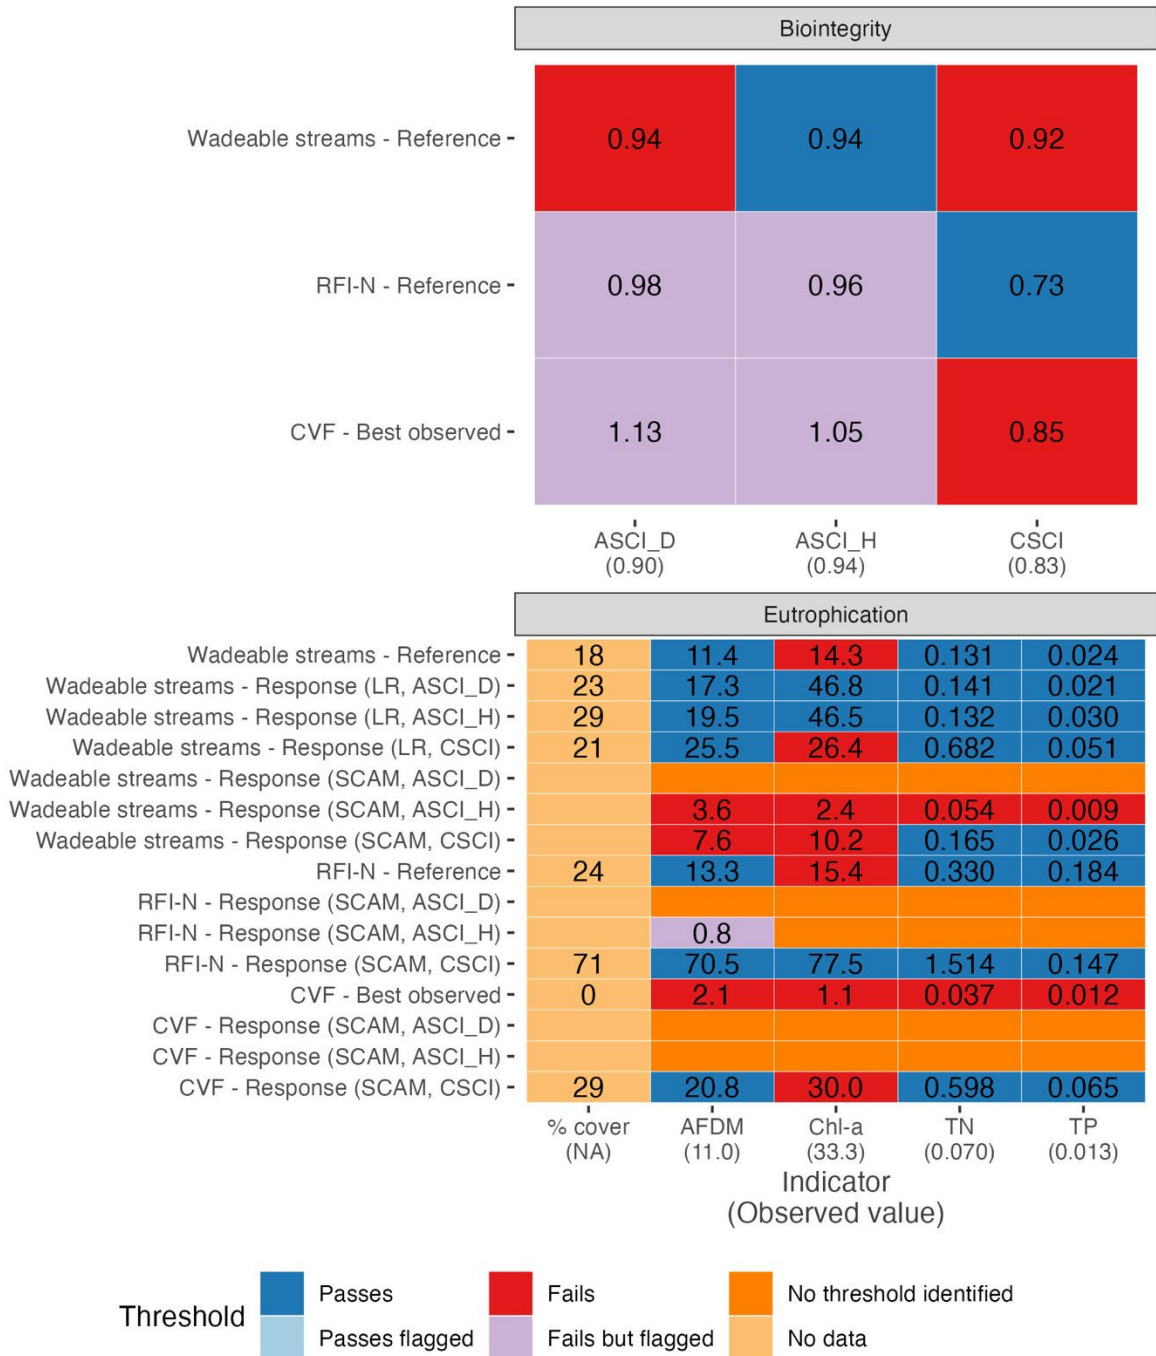 Biointegrity
Wadeable streams - Reference 0.94 0.94 0.92
RFI-N - Reference 0.98 0.96 0.73
CVF - Best observed 1.13 1.05 0.85
ASCI_D ASCI_H CSCI
(0.90) (0.94) (0.83)
Eutrophication
Wadeable streams - Reference 18 11.4 14.3 0.131 0.024
Wadeable streams - Response (LR, ASCI_D) 23 17.3 46.8 0.141 0.021
Wadeable streams - Response (LR, ASCI_H) 29 19.5 46.5 0.132 0.030
Wadeable streams - Response (LR, CSCI) 21 25.5 26.4 0.682 0.051
Wadeable streams - Response (SCAM, ASCI_D)
Wadeable streams - Response (SCAM, ASCI_H) 3.6 2.4 0.054 0.009
Wadeable streams - Response (SCAM, CSCI) 7.6 10.2 0.165 0.026
RFI-N - Reference 24 13.3 15.4 0.330 0.184
RFI-N - Response (SCAM, ASCI_D)
RFI-N - Response (SCAM, ASCI_H) 0.8
RFI-N - Response (SCAM, CSCI) 71 70.5 77.5 1.514 0.147
CVF - Best observed 0 2.1 1.1 0.037 0.012
CVF - Response (SCAM, ASCI_D)
CVF - Response (SCAM, ASCI_H)
CVF - Response (SCAM, CSCI) 29 20.8 30.0 0.598 0.065
% cover AFDM Chl-a TN TP
(NA) (11.0) (33.3) (0.070) (0.013)
Indicator
(Observed value)
Threshold
Passes Fails No threshold identified
Passes flagged Fails but flagged No data